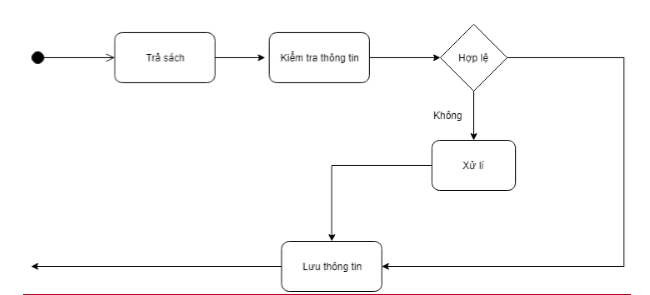 Trả sách
Kiểm tra thông tin
Hợp lệ
Không
Xử lí
Lưu thông tin